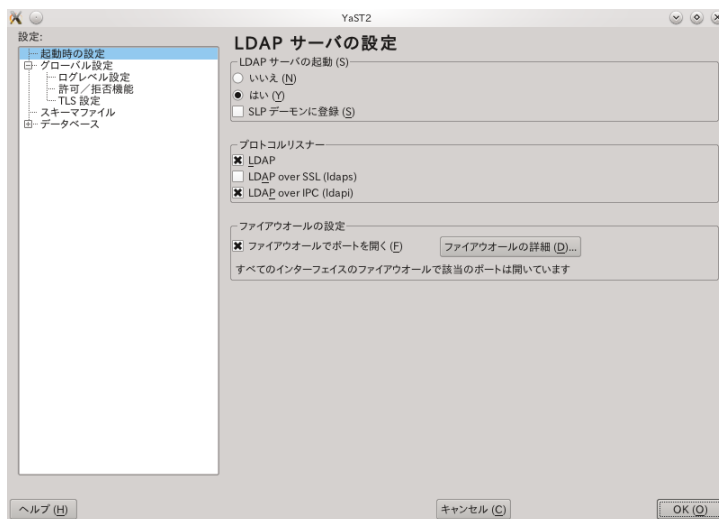 YaST2
設定:
起動時の設定
グローバル設定
ログレベル設定
許可／拒否機能
TLS 設定
スキーマファイル
データベース
LDAP サーバの設定
LDAP サーバの起動 (S)
いいえ (N)
はい (Y)
SLP デーモンに登録 (S)
プロトコルリスナー
LDAP
LDAP over SSL (ldaps)
LDAP over IPC (ldapi)
ファイアウオールの設定
ファイアウオールでポートを開く (F)
ファイアウオールの詳細 (D)...
すべてのインターフェイスのファイアウオールで該当のポートは開いています
ヘルプ (H)
キャンセル (C)
OK (O)